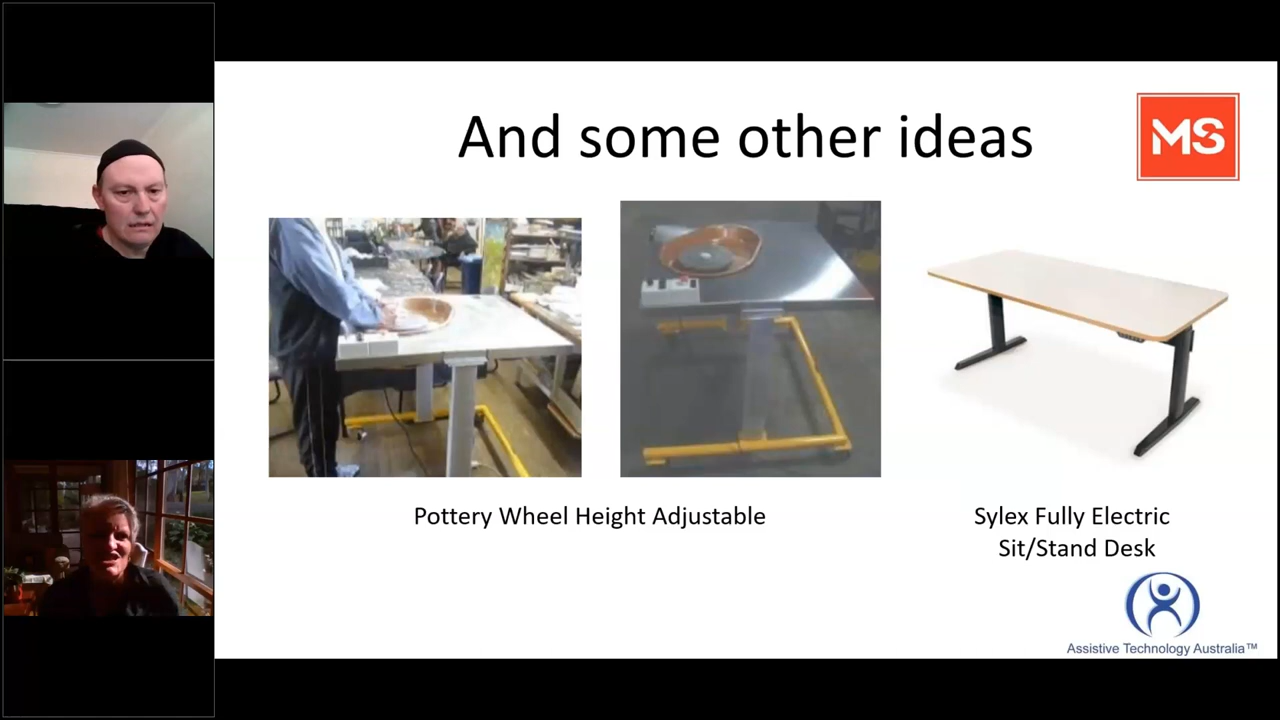 And some other ideas
MS
Pottery Wheel Height Adjustable
Sylex Fully Electric
Sit/Stand Desk
Assistive Technology Australia™